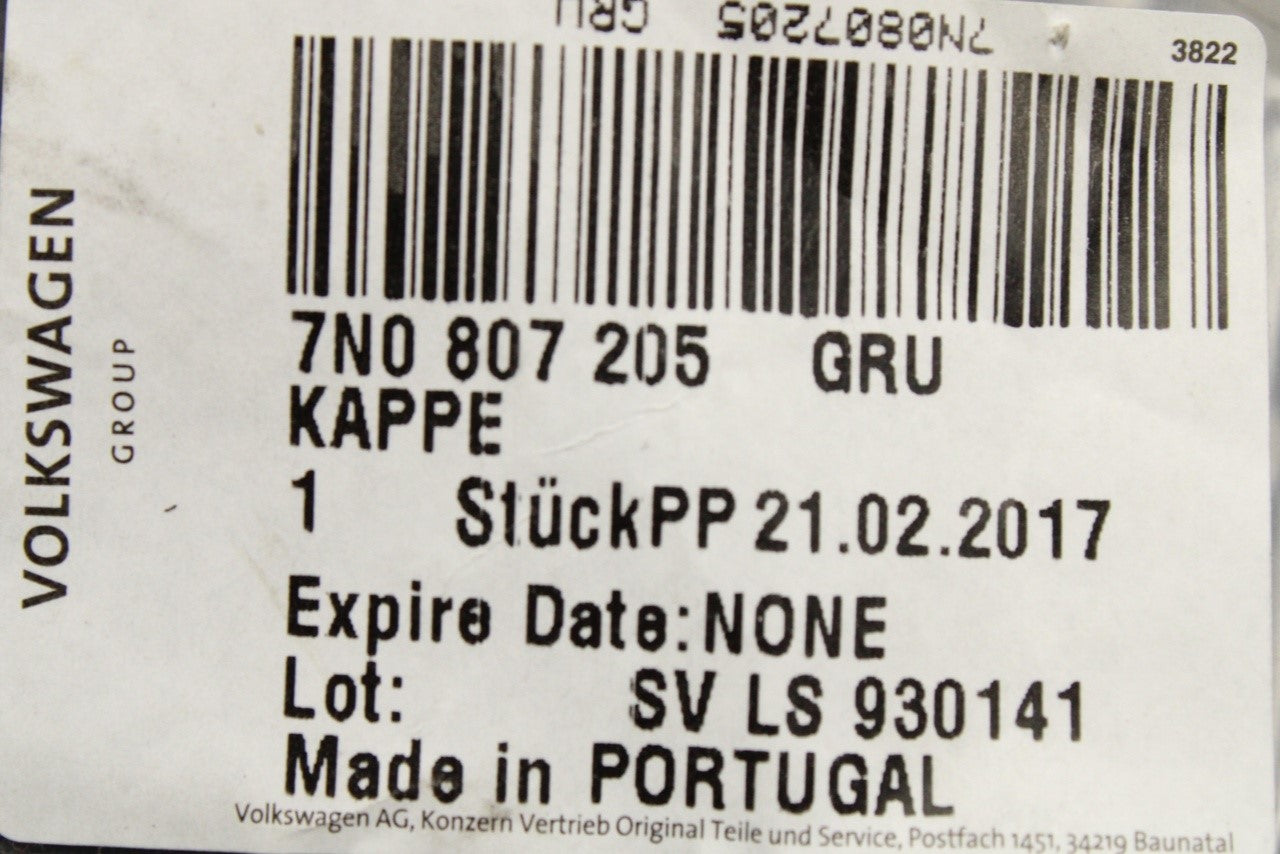 7N0807205 GRU
3822
VOLKSWAGEN
GROUP
7N0 807 205 GRU
KAPPE
1 StückPP 21.02.2017
Expire Date:NONE
Lot: SV LS 930141
Made in PORTUGAL
Volkswagen AG, Konzern Vertrieb Original Teile und Service, Postfach 1451, 34219 Baunatal